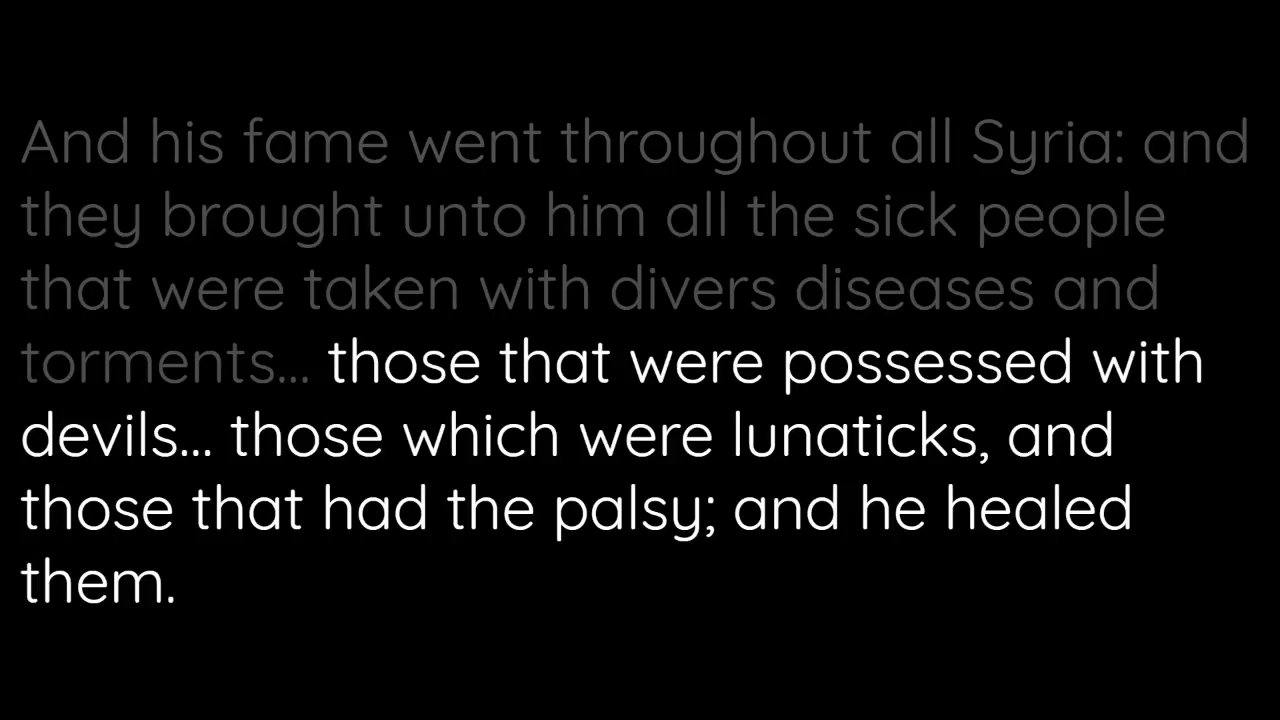 And his fame went throughout all Syria: and
they brought unto him all the sick people
that were taken with divers diseases and
torments... those that were possessed with
devils... those which were lunaticks, and
those that had the palsy; and he healed
them.